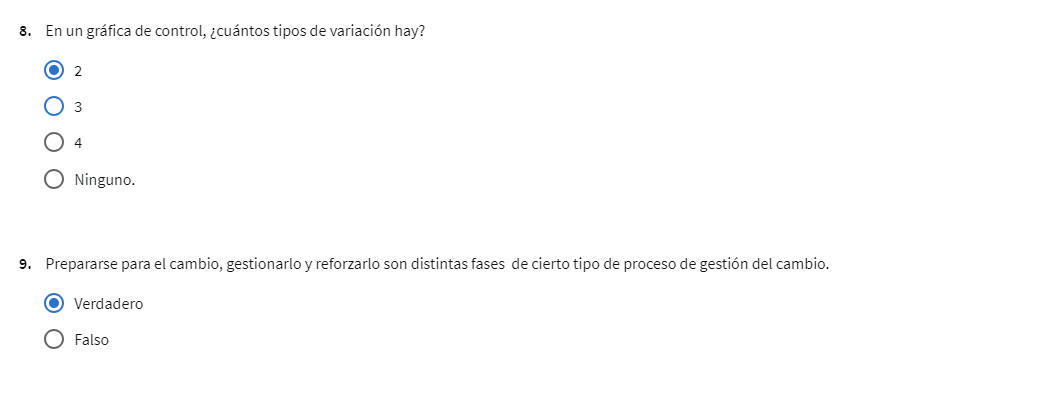 8. En un gráfica de control, ¿cuántos tipos de variación hay?
2
3
4
Ninguno.
9. Prepararse para el cambio, gestionarlo y reforzarlo son distintas fases de cierto tipo de proceso de gestión del cambio.
Verdadero
Falso